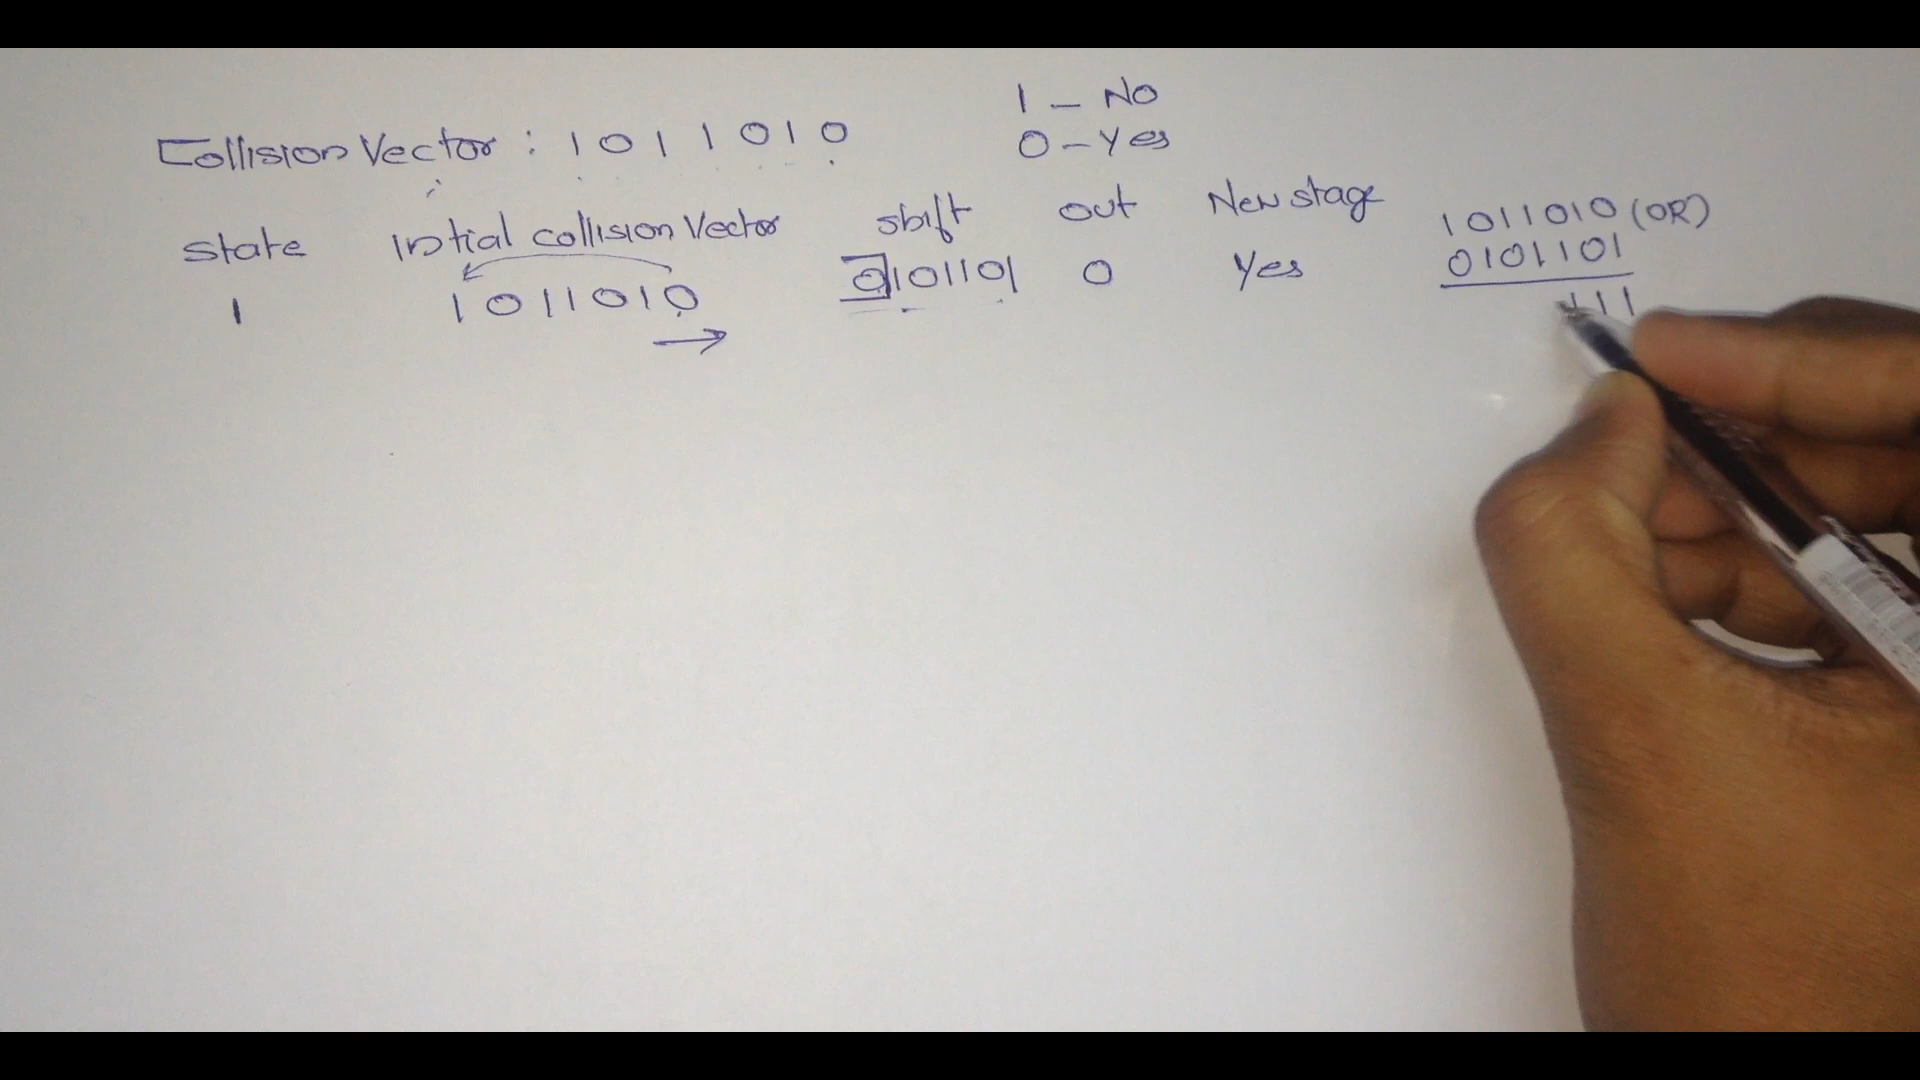 Collision Vector : 1 0 1 1 0 1 0
1 - No
0 - Yes
state Intial collision Vector shift out New stage
1 1011010 0101101 0 Yes
1011010 (OR)
0101101
111